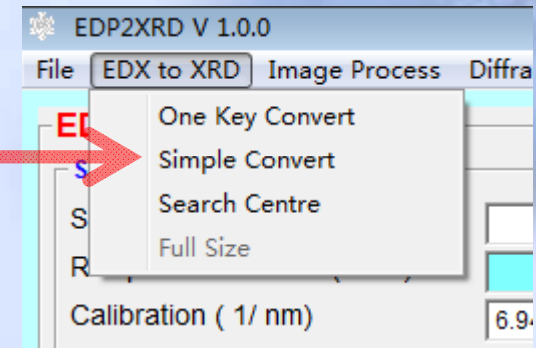 EDP2XRD V 1.0.0
File EDX to XRD Image Process
One Key Convert
Simple Convert
Search Centre
Full Size
Calibration ( 1/ nm)